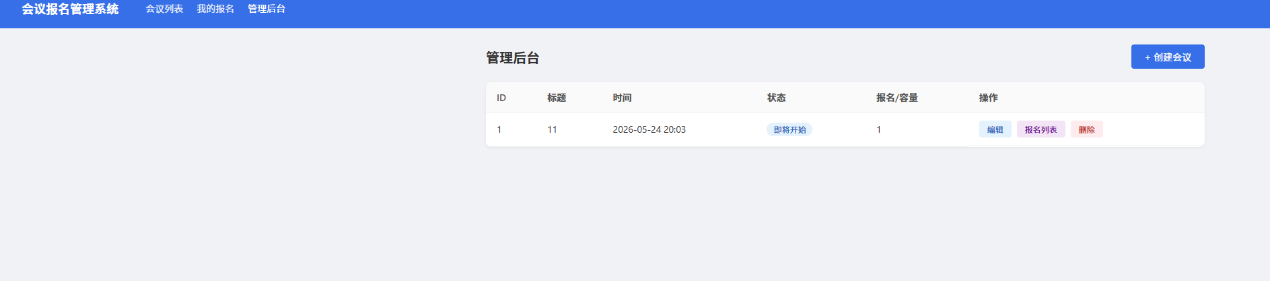 会议报名管理系统 会议列表 我的报名 管理后台
管理后台 + 创建会议
ID 标题 时间 状态 报名/容量 操作
1 11 2026-05-24 20:03 即将开始 1 编辑 报名列表 删除